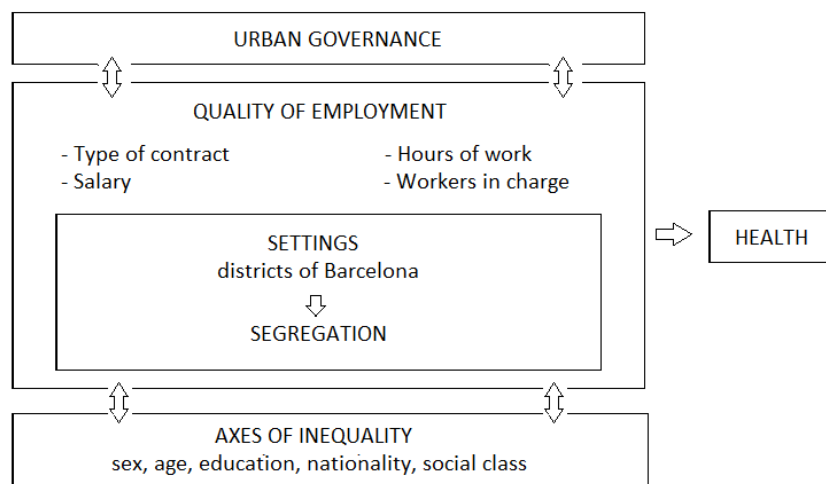 URBAN GOVERNANCE
QUALITY OF EMPLOYMENT
- Type of contract
- Hours of work
- Salary
- Workers in charge
SETTINGS
districts of Barcelona
SEGREGATION
HEALTH
AXES OF INEQUALITY
sex, age, education, nationality, social class